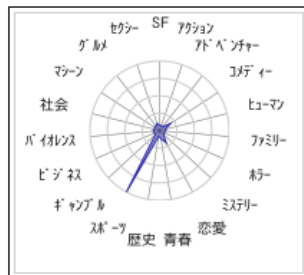 SF
アクション
アドベンチャー
コメディー
ヒューマン
ファミリー
ホラー
ミステリー
恋愛
青春
歴史
スポーツ
ギャンブル
ビジネス
バイオレンス
社会
マシーン
グルメ
セクシー